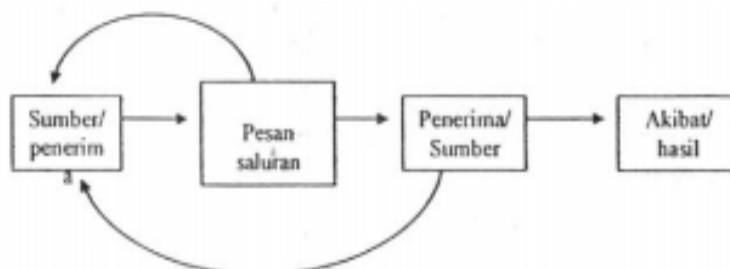 Sumber/
penerim
a
Pesan
saluran
Penerima/
Sumber
Akibat/
hasil